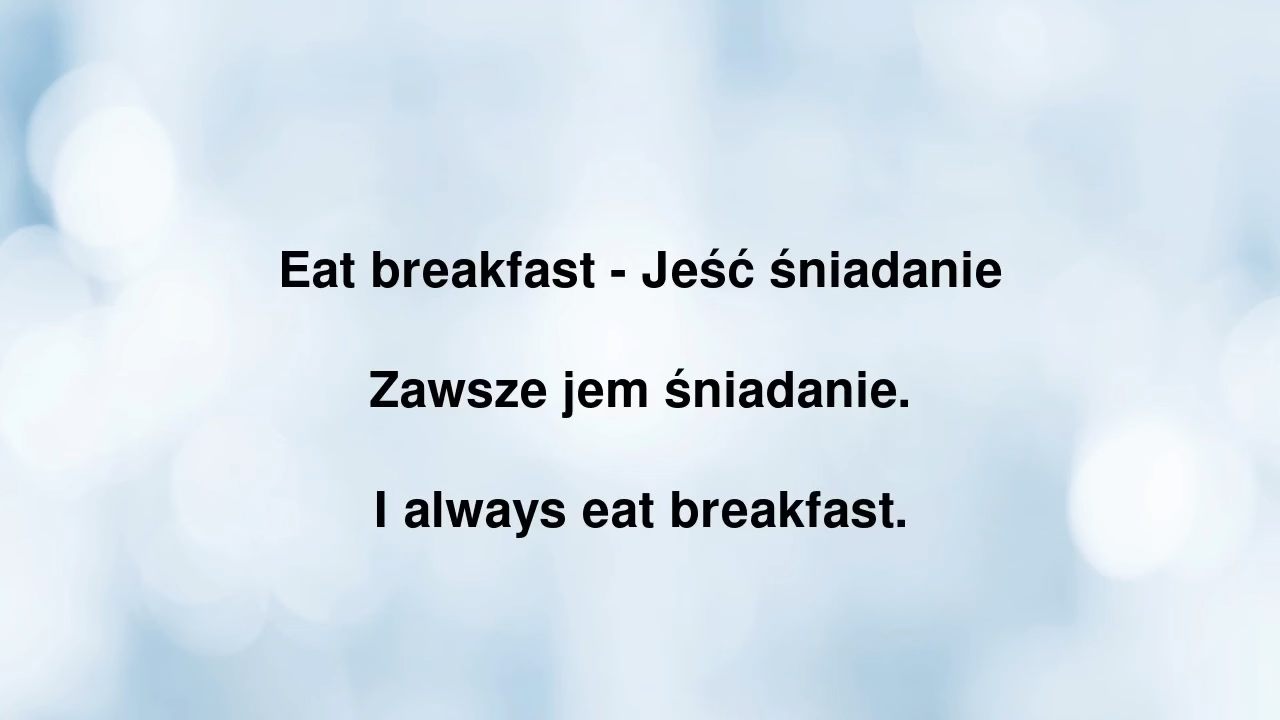 Eat breakfast - Jeść śniadanie
Zawsze jem śniadanie.
I always eat breakfast.